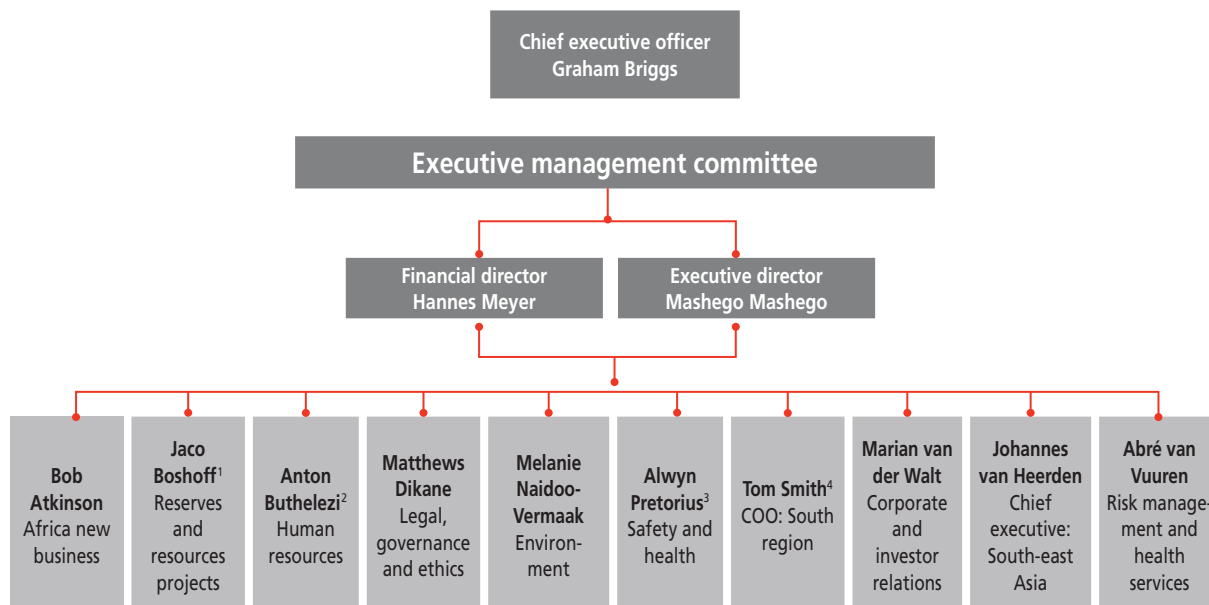 Chief executive officer
Graham Briggs
Executive management committee
Financial director
Hannes Meyer
Executive director
Mashego Mashego
Bob
Atkinson
Africa new
business
Jaco
Boshoff¹
Reserves
and
resources
projects
Anton
Buthelezi²
Human
resources
Matthews
Dikane
Legal,
governance
and ethics
Melanie
Naidoo-
Vermaak
Environ-
ment
Alwyn
Pretorius³
Safety and
health
Tom Smith⁴
COO: South
region
Marian van
der Walt
Corporate
and
investor
relations
Johannes
van Heerden
Chief
executive:
South-east
Asia
Abré van
Vuuren
Risk manage-
ment and
health
services